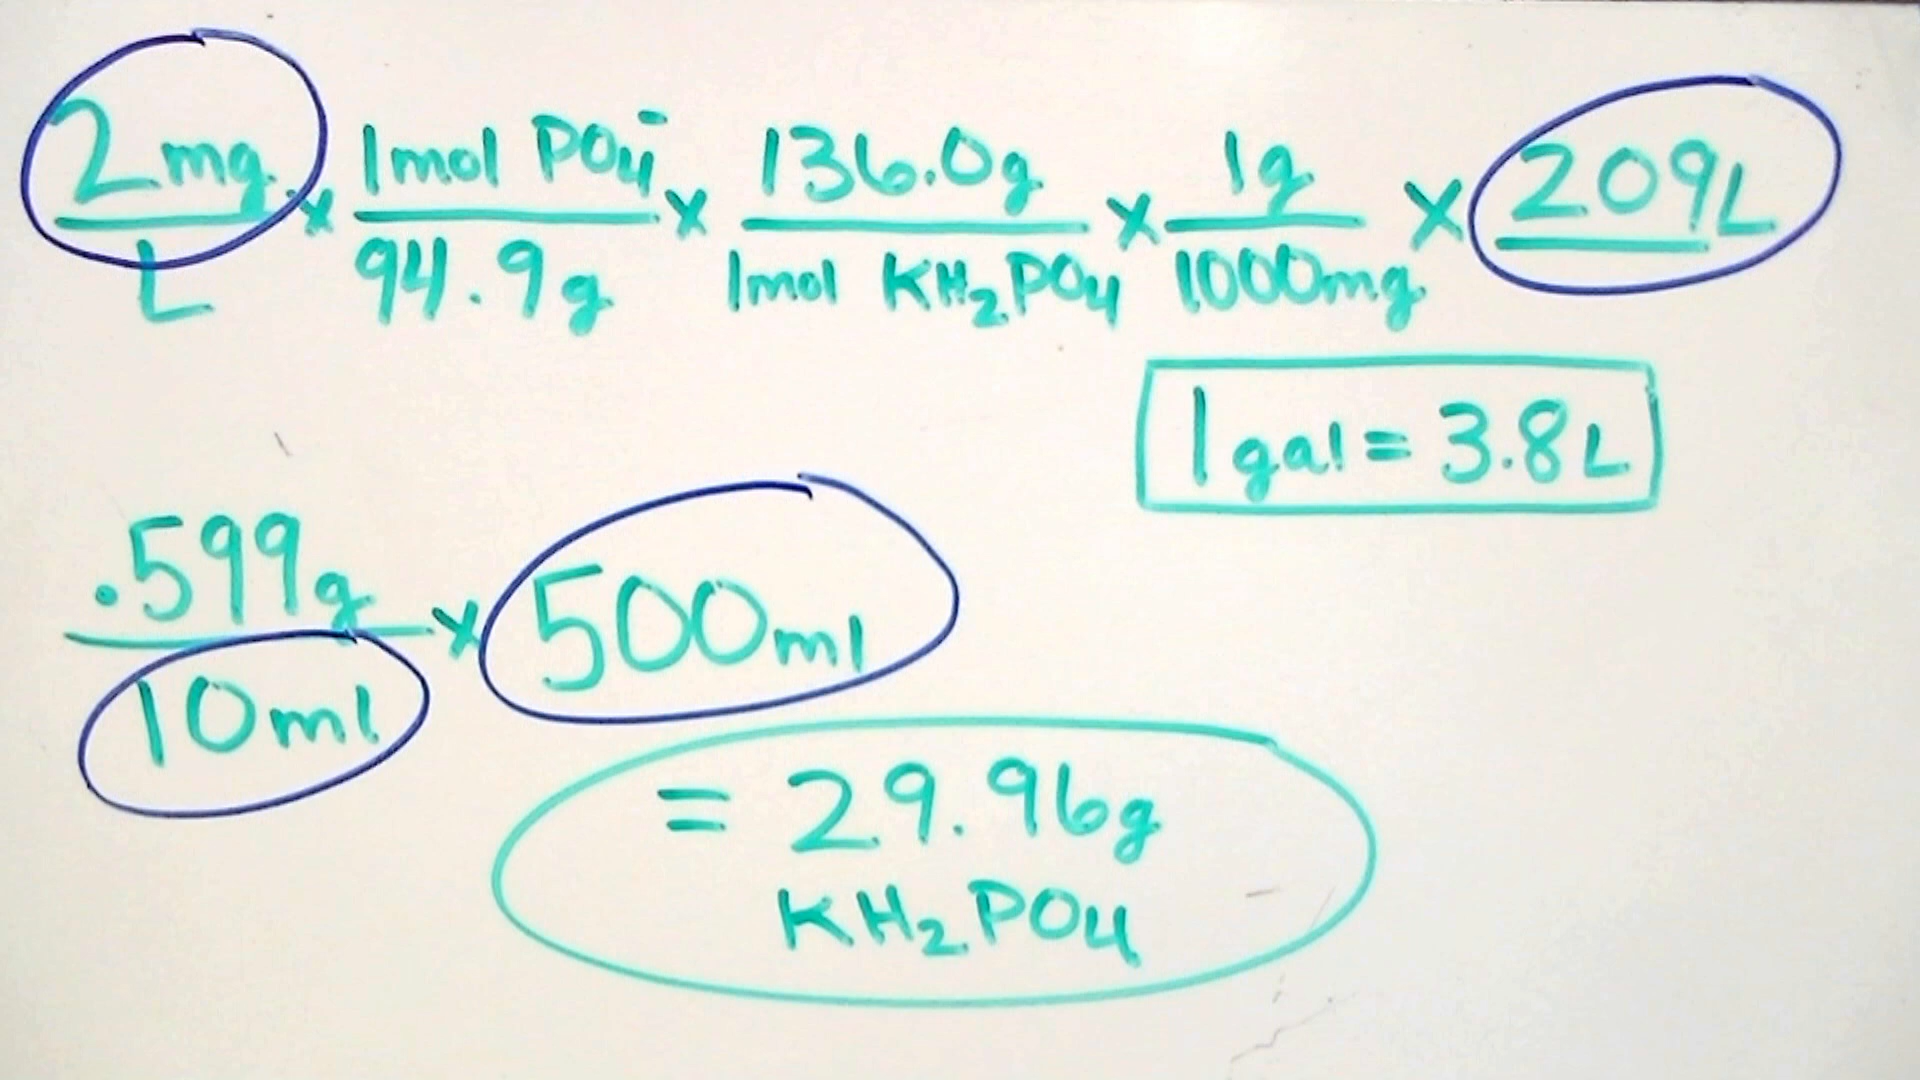 2mg/L x 1mol PO4⁻/94.9g x 136.0g/1mol KH₂PO4 x 1g/1000mg x 209L
1gal = 3.8L
.599g/10ml x 500ml
= 29.96g
KH₂PO4